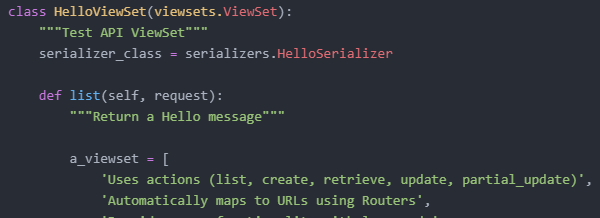 class HelloViewSet(viewsets.ViewSet):
"""Test API ViewSet"""
serializer_class = serializers.HelloSerializer
def list(self, request):
"""Return a Hello message"""
a_viewset = [
'Uses actions (list, create, retrieve, update, partial_update)',
'Automatically maps to URLs using Routers',